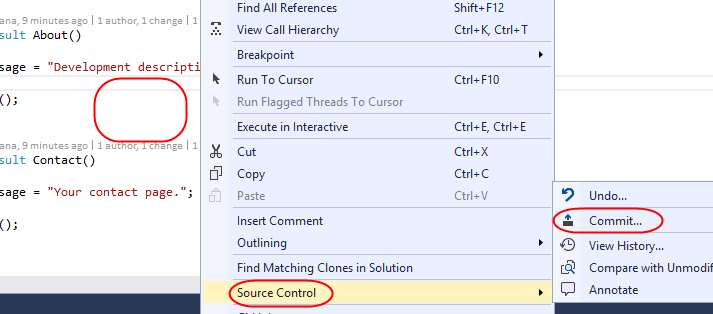 Find All References Shift+F12
ana, 9 minutes ago | 1 author, 1 change | 1
View Call Hierarchy Ctrl+K, Ctrl+T
sult About()
Breakpoint
sage = "Development descripti
Run To Cursor Ctrl+F10
();
Run Flagged Threads To Cursor
Execute in Interactive Ctrl+E, Ctrl+E
ana, 9 minutes ago | 1 author, 1 change | 1
Cut Ctrl+X
sult Contact()
Copy Ctrl+C
sage = "Your contact page.";
Paste Ctrl+V
Undo...
();
Insert Comment
Commit...
Outlining
View History...
Find Matching Clones in Solution
Compare with Unmodif
Source Control
Annotate